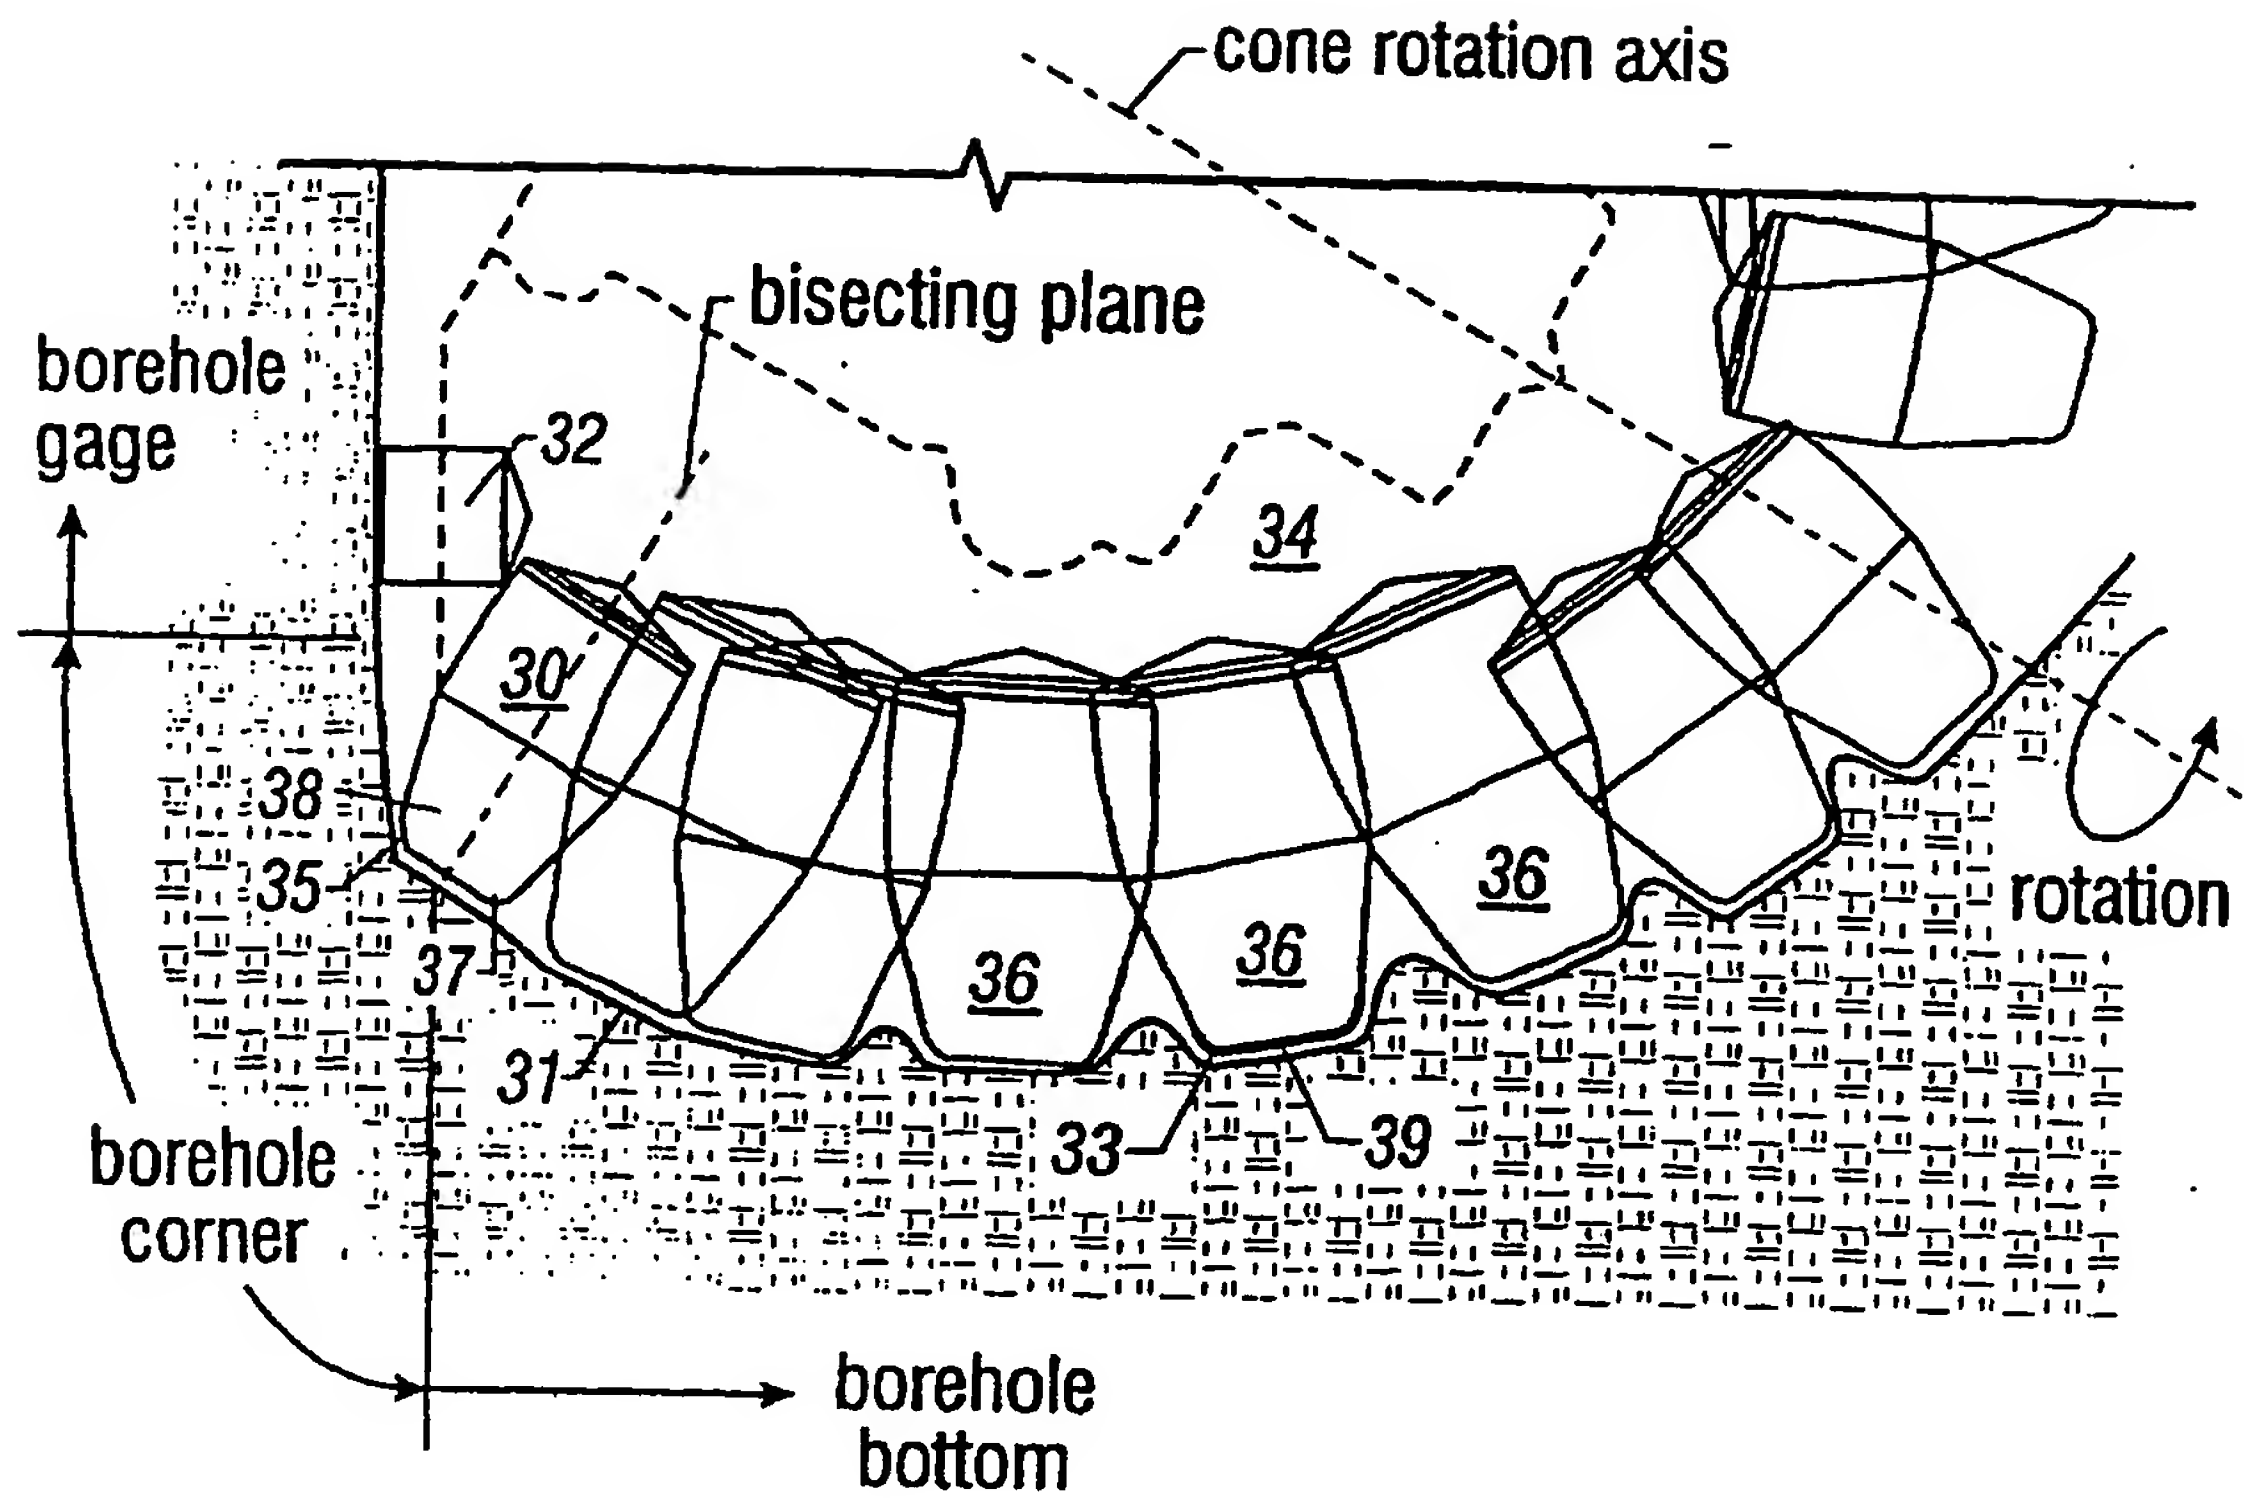 cone rotation axis
bisecting plane
borehole
gage
32
34
30
38
35
37
36
36
36
rotation
31
33
39
borehole
corner
borehole
bottom